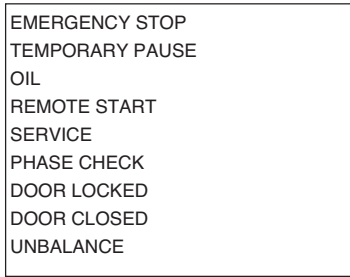 EMERGENCY STOP
TEMPORARY PAUSE
OIL
REMOTE START
SERVICE
PHASE CHECK
DOOR LOCKED
DOOR CLOSED
UNBALANCE